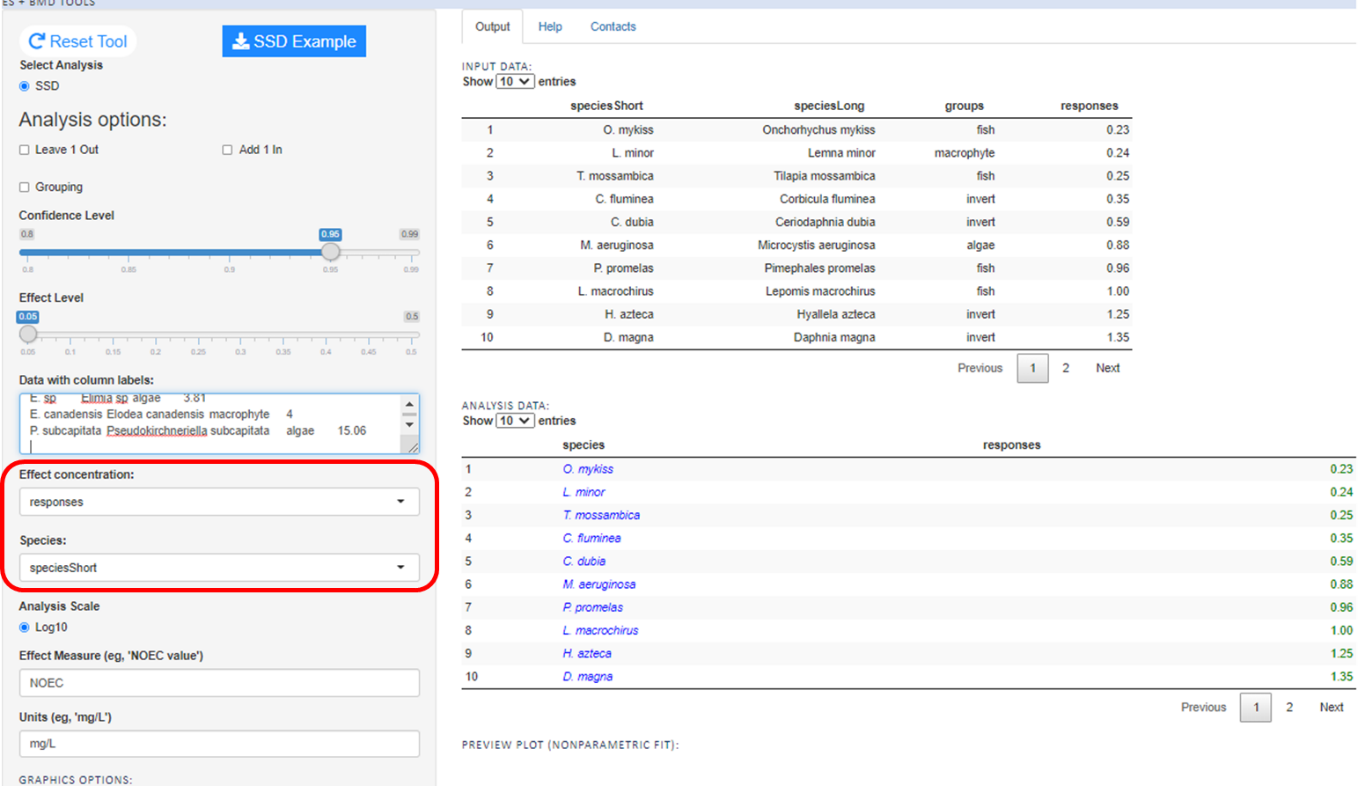 ES + BMD TOOLS
Reset Tool
SSD Example
Select Analysis
SSD
Analysis options:
Leave 1 Out
Add 1 In
Grouping
Confidence Level
0.8 0.95 0.99
0.8 0.85 0.9 0.95 0.99
Effect Level
0.05 0.5
0.05 0.1 0.15 0.2 0.25 0.3 0.35 0.4 0.45 0.5
Data with column labels:
E. sp Elimia sp algae 3.81
E. canadensis Elodea canadensis macrophyte 4
P. subcapitata Pseudokirchneriella subcapitata algae 15.06
Effect concentration:
responses
Species:
speciesShort
Analysis Scale
Log10
Effect Measure (eg, 'NOEC value')
NOEC
Units (eg, 'mg/L')
mg/L
GRAPHICS OPTIONS:
Output Help Contacts
INPUT DATA:
Show 10 entries
speciesShort speciesLong groups responses
1 O. mykiss Onchorhychus mykiss fish 0.23
2 L. minor Lemna minor macrophyte 0.24
3 T. mossambica Tilapia mossambica fish 0.25
4 C. fluminea Corbicula fluminea invert 0.35
5 C. dubia Ceriodaphnia dubia invert 0.59
6 M. aeruginosa Microcystis aeruginosa algae 0.88
7 P. promelas Pimephales promelas fish 0.96
8 L. macrochirus Lepomis macrochirus fish 1.00
9 H. azteca Hyallela azteca invert 1.25
10 D. magna Daphnia magna invert 1.35
Previous 1 2 Next
ANALYSIS DATA:
Show 10 entries
species responses
1 O. mykiss 0.23
2 L. minor 0.24
3 T. mossambica 0.25
4 C. fluminea 0.35
5 C. dubia 0.59
6 M. aeruginosa 0.88
7 P. promelas 0.96
8 L. macrochirus 1.00
9 H. azteca 1.25
10 D. magna 1.35
Previous 1 2 Next
PREVIEW PLOT (NONPARAMETRIC FIT):